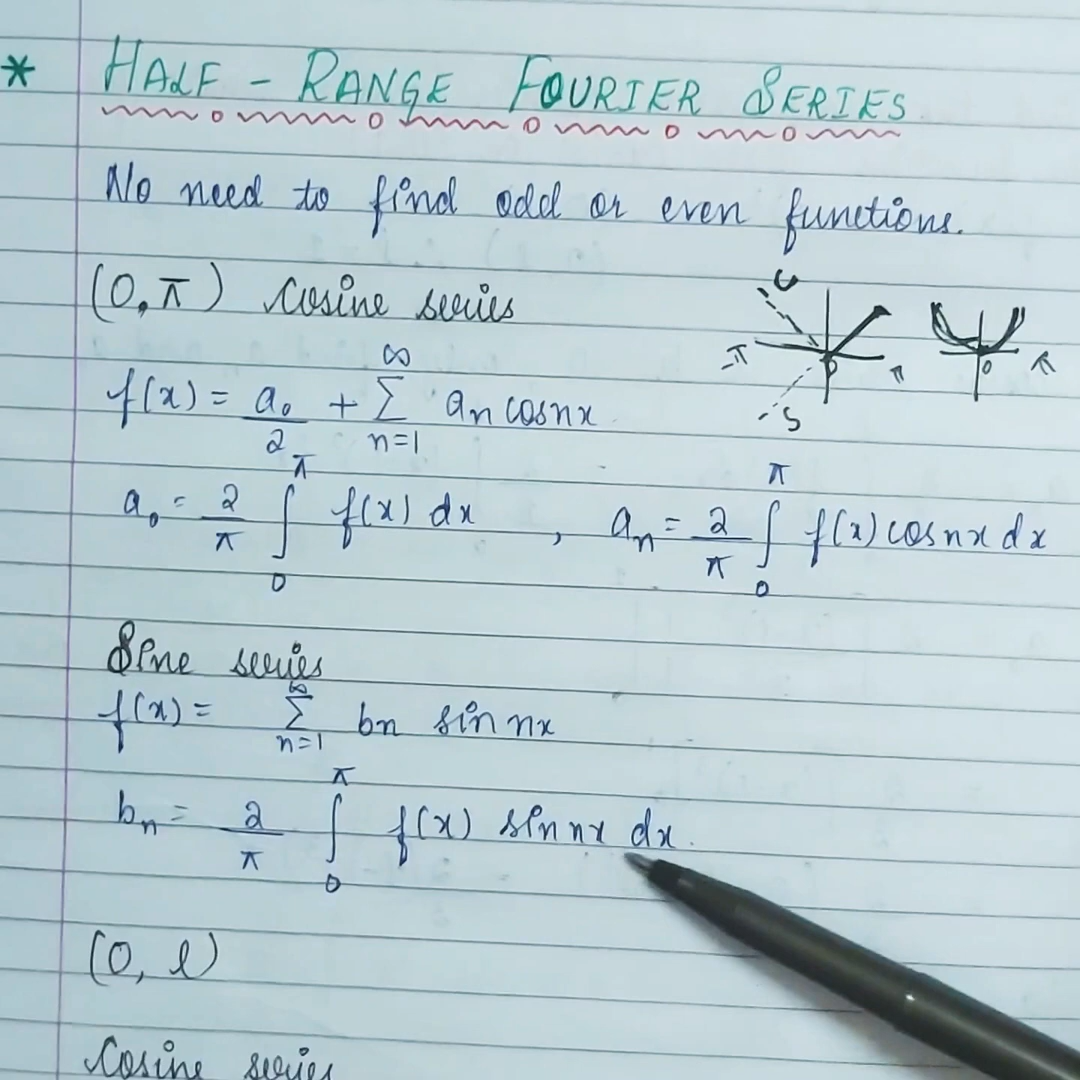 * HALF - RANGE FOURIER SERIES
No need to find odd or even functions.
(0, π) Cosine series
f(x) = a₀/2 + ∞ Σ n=1 aₙ cos nx
a₀ = 2/π ∫₀^π f(x) dx , aₙ = 2/π ∫₀^π f(x) cos nx dx
C
-π 0 π 0 π
-S
Sine series
f(x) = ∞ Σ n=1 bn sin nx
bₙ = 2/π ∫₀^π f(x) sin nx dx.
(0, l)
Cosine series